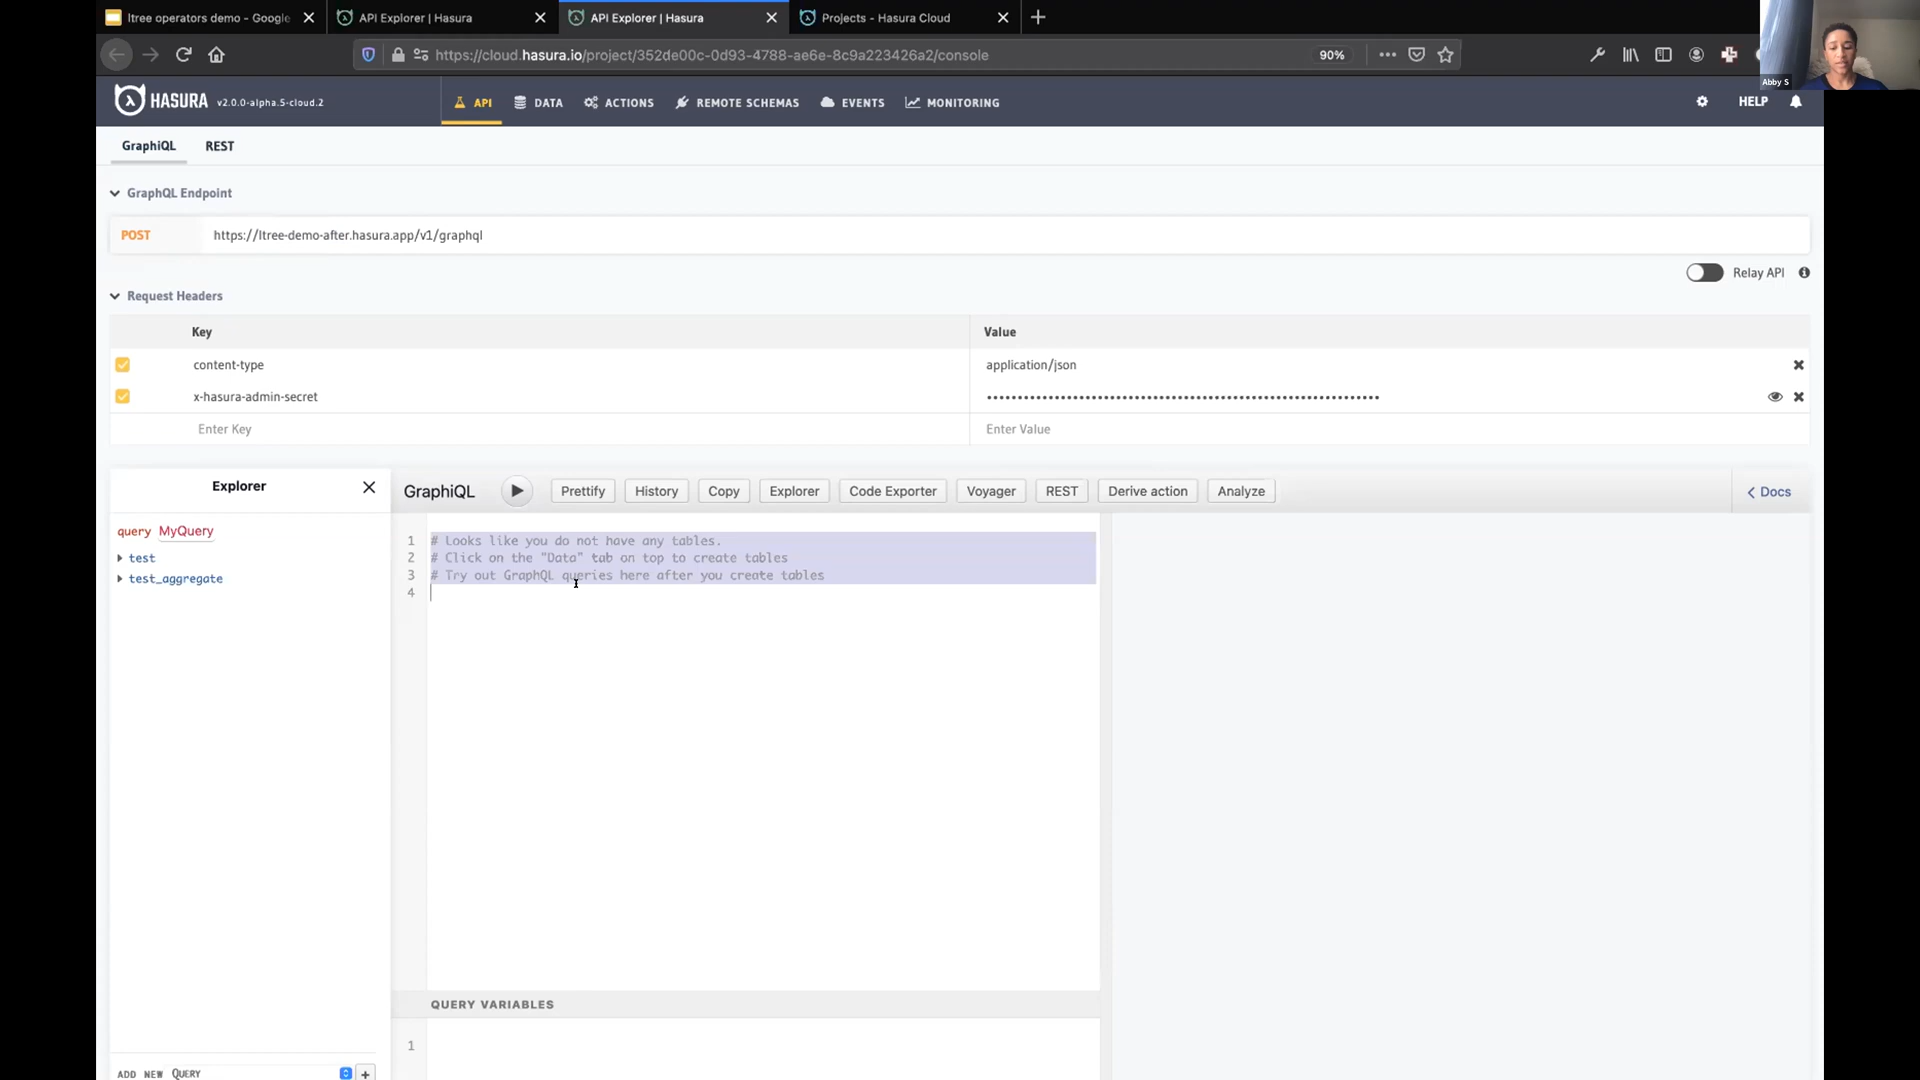 ltree operators demo - Google
API Explorer | Hasura
API Explorer | Hasura
Projects - Hasura Cloud
https://cloud.hasura.io/project/352de00c-0d93-4788-ae6e-8c9a223426a2/console
90%
Abby S
HASURA v2.0.0-alpha.5-cloud.2
API
DATA
ACTIONS
REMOTE SCHEMAS
EVENTS
MONITORING
HELP
GraphiQL
REST
GraphQL Endpoint
POST
https://ltree-demo-after.hasura.app/v1/graphql
Relay API
Request Headers
Key
Value
content-type
application/json
x-hasura-admin-secret
••••••••••••••••••••••••••••••••••••••••••••••••••••••••••••••••
Enter Key
Enter Value
Explorer
query MyQuery
test
test_aggregate
ADD NEW QUERY
+
GraphiQL
Prettify
History
Copy
Explorer
Code Exporter
Voyager
REST
Derive action
Analyze
Docs
1 # Looks like you do not have any tables.
2 # Click on the "Data" tab on top to create tables
3 # Try out GraphQL queries here after you create tables
4
QUERY VARIABLES
1